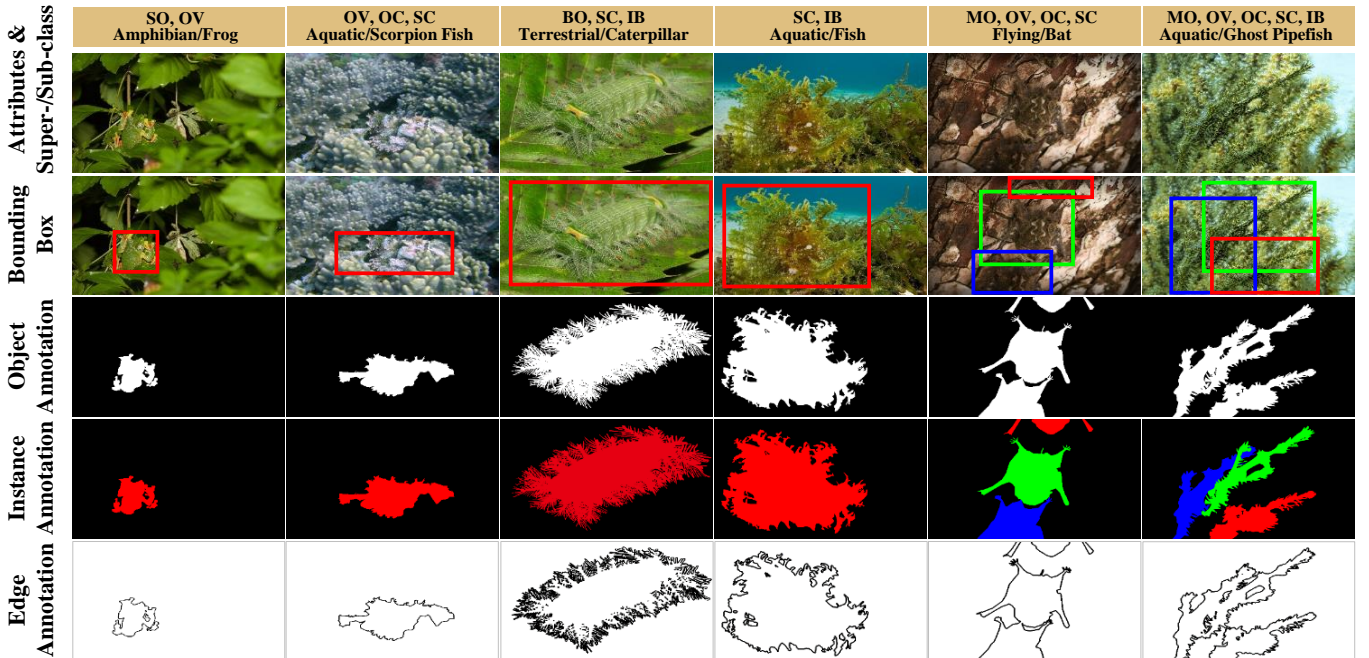 Attributes &
Super-/Sub-class
SO, OV
Amphibian/Frog
OV, OC, SC
Aquatic/Scorpion Fish
BO, SC, IB
Terrestrial/Caterpillar
SC, IB
Aquatic/Fish
MO, OV, OC, SC
Flying/Bat
MO, OV, OC, SC, IB
Aquatic/Ghost Pipefish
Bounding
Box
Object
Annotation
Instance
Annotation
Edge
Annotation